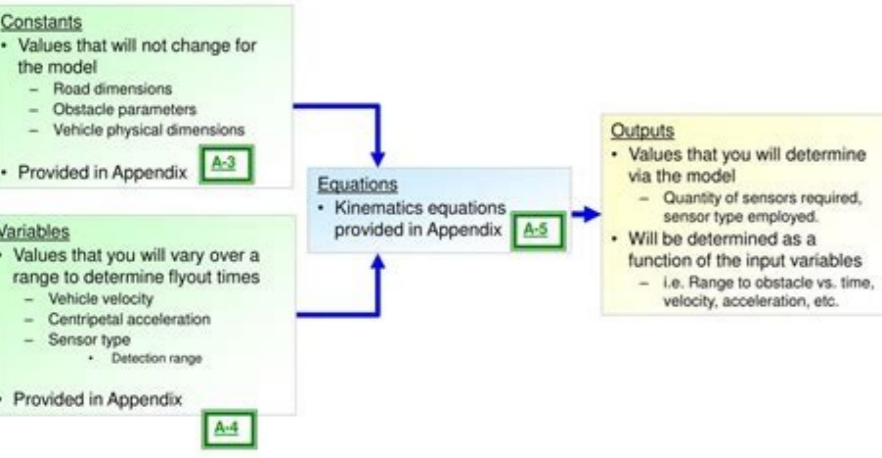 Constants
• Values that will not change for
the model
– Road dimensions
– Obstacle parameters
– Vehicle physical dimensions
• Provided in Appendix A-3
Variables
• Values that you will vary over a
range to determine flyout times
– Vehicle velocity
– Centripetal acceleration
– Sensor type
• Detection range
• Provided in Appendix
A-4
Equations
• Kinematics equations
provided in Appendix A-5
Outputs
• Values that you will determine
via the model
– Quantity of sensors required,
sensor type employed.
• Will be determined as a
function of the input variables
– i.e. Range to obstacle vs. time,
velocity, acceleration, etc.